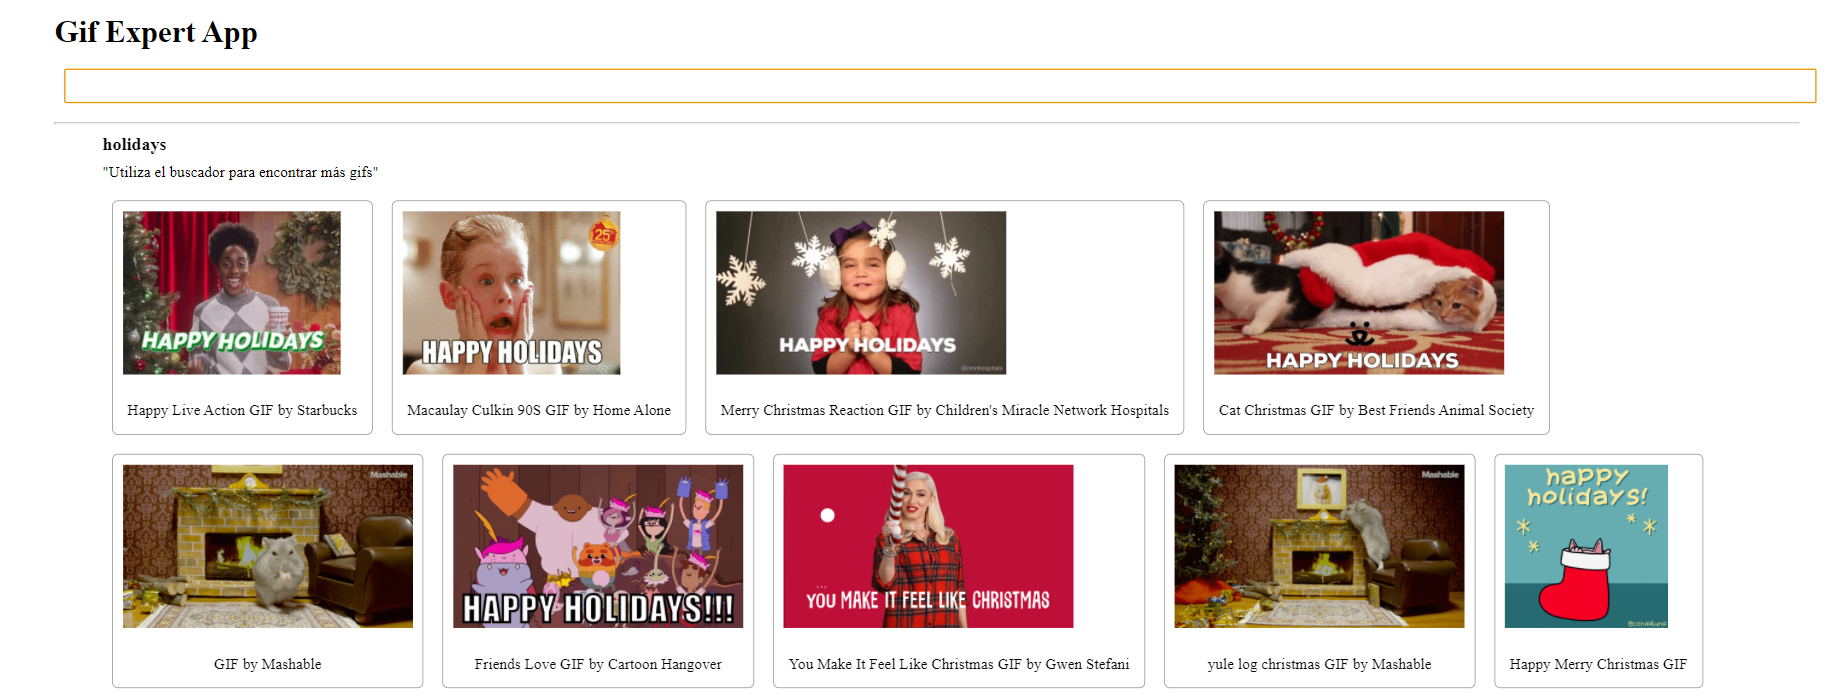 Gif Expert App
holidays
"Utiliza el buscador para encontrar más gifs"
HAPPY HOLIDAYS
25
HAPPY HOLIDAYS
HAPPY HOLIDAYS
HAPPY HOLIDAYS
Happy Live Action GIF by Starbucks
Macaulay Culkin 90S GIF by Home Alone
Merry Christmas Reaction GIF by Children's Miracle Network Hospitals
Cat Christmas GIF by Best Friends Animal Society
Mashable
HAPPY HOLIDAYS!!!
YOU MAKE IT FEEL LIKE CHRISTMAS
Mashable
happy
holidays!
GIF by Mashable
Friends Love GIF by Cartoon Hangover
You Make It Feel Like Christmas GIF by Gwen Stefani
yule log christmas GIF by Mashable
Happy Merry Christmas GIF